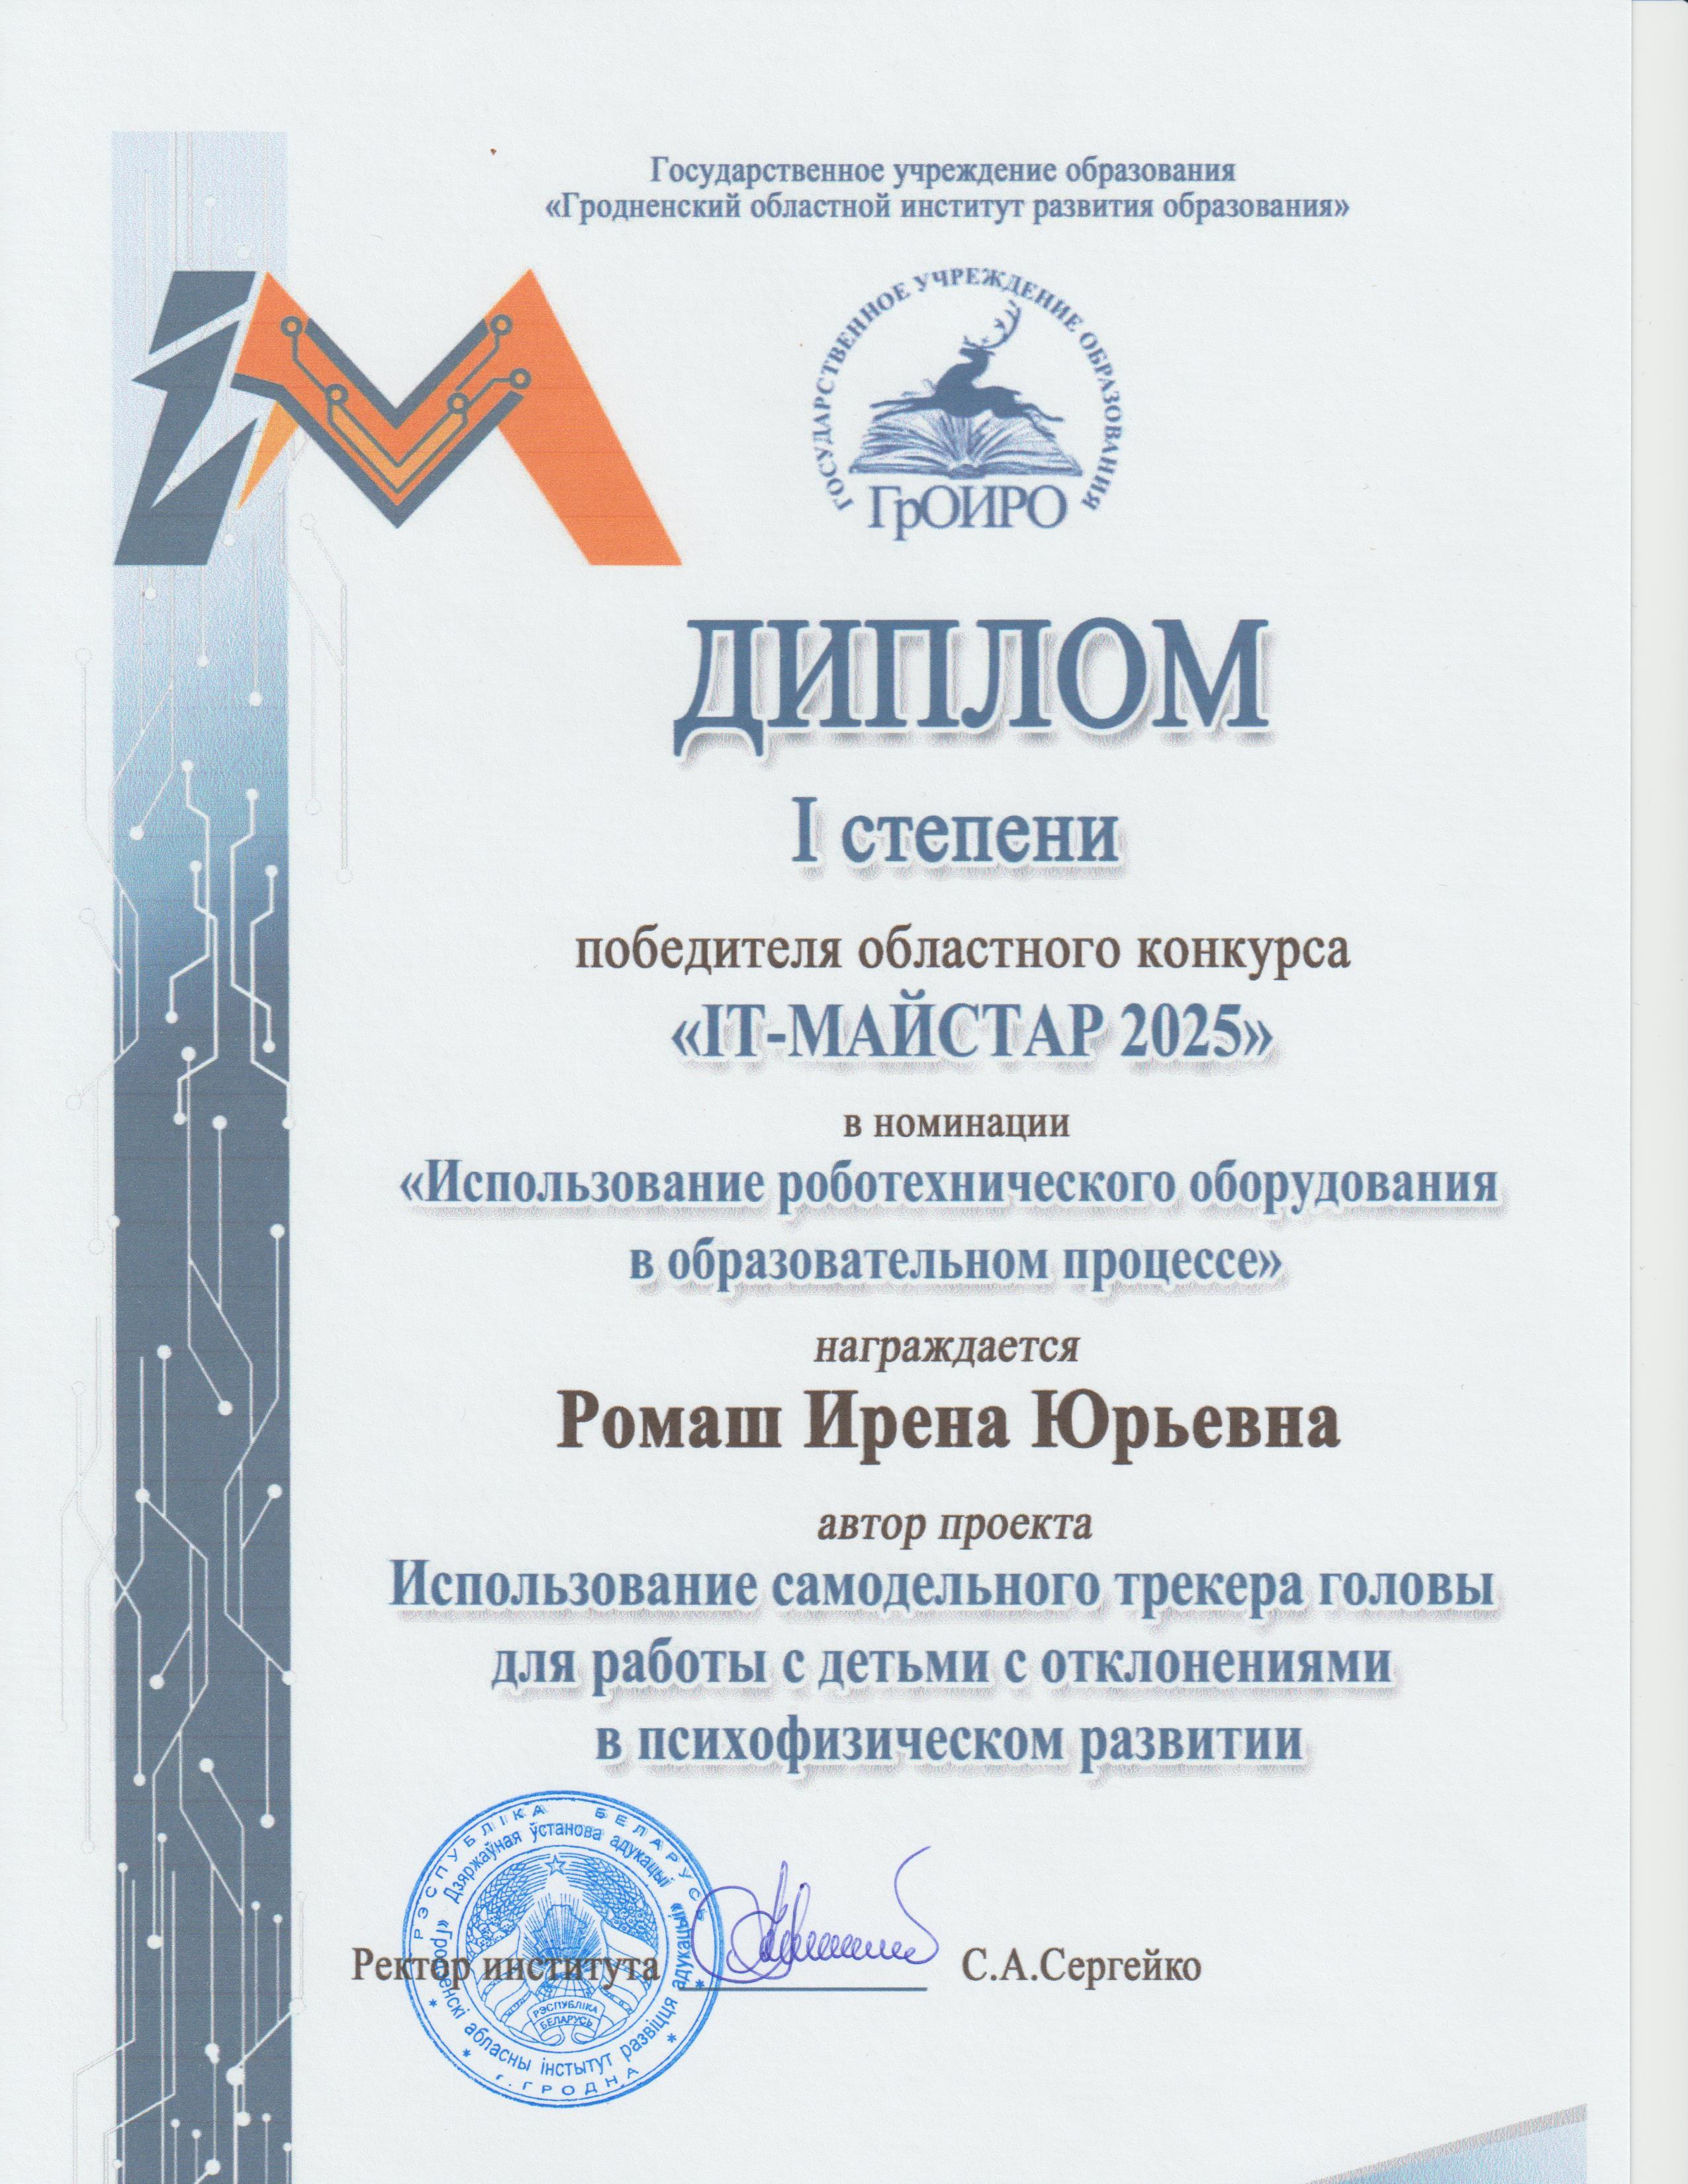 Государственное учреждение образования
«Гродненский областной институт развития образования»
ГОСУДАРСТВЕННОЕ УЧРЕЖДЕНИЕ ОБРАЗОВАНИЯ
ГрОИРО
ДИПЛОМ
I степени
победителя областного конкурса
«ІТ-МАЙСТАР 2025»
в номинации
«Использование роботехнического оборудования
в образовательном процессе»
награждается
Ромаш Ирена Юрьевна
автор проекта
Использование самодельного трекера головы
для работы с детьми с отклонениями
в психофизическом развитии
РЭСПУБЛІКА БЕЛАРУСЬ
Дзяржаўная ўстанова адукацыі
«Гродзенскі абласны інстытут развіцця адукацыі»
г. ГРОДНА
РЭСПУБЛІКА
БЕЛАРУСЬ
Ректор института С.А.Сергейко